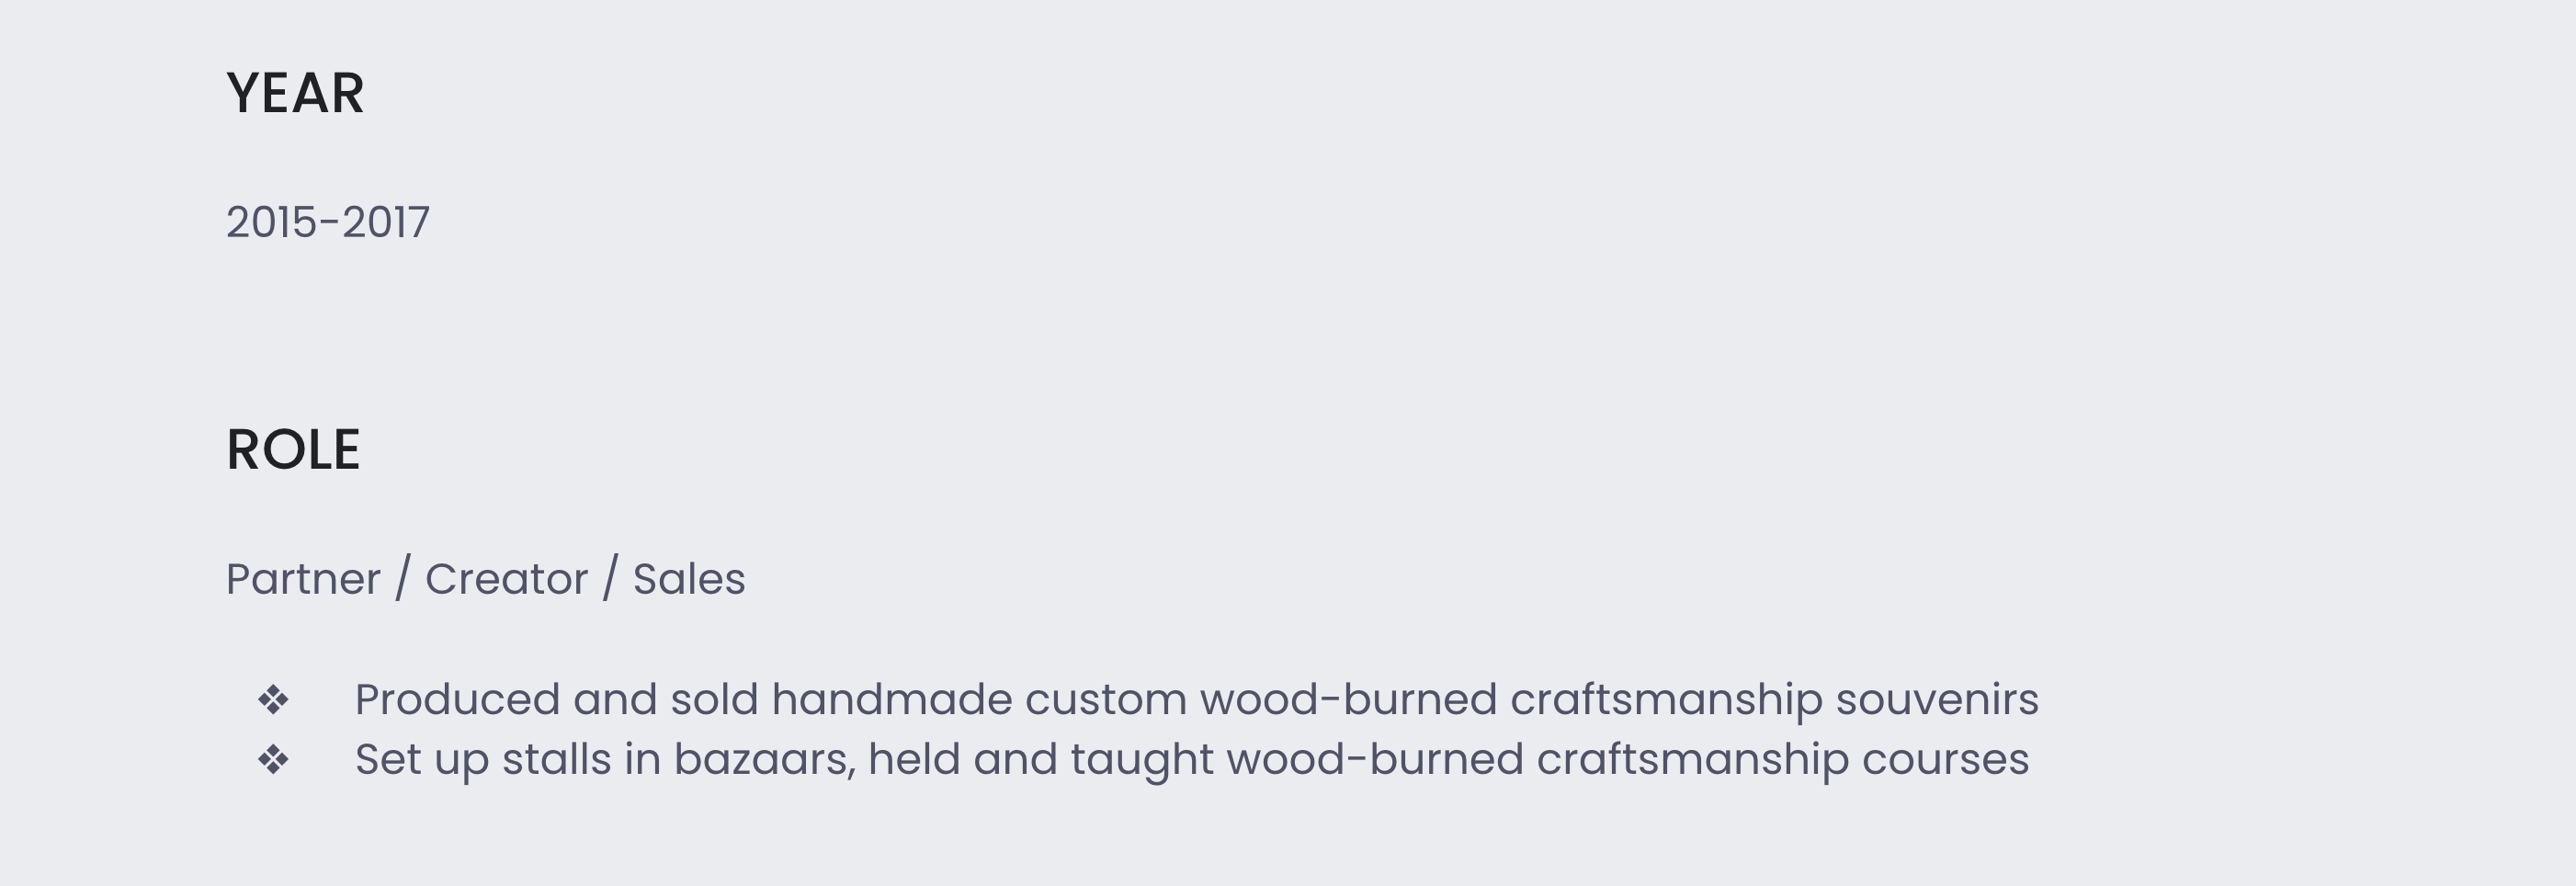 YEAR
2015-2017
ROLE
Partner / Creator / Sales
❖ Produced and sold handmade custom wood-burned craftsmanship souvenirs
❖ Set up stalls in bazaars, held and taught wood-burned craftsmanship courses